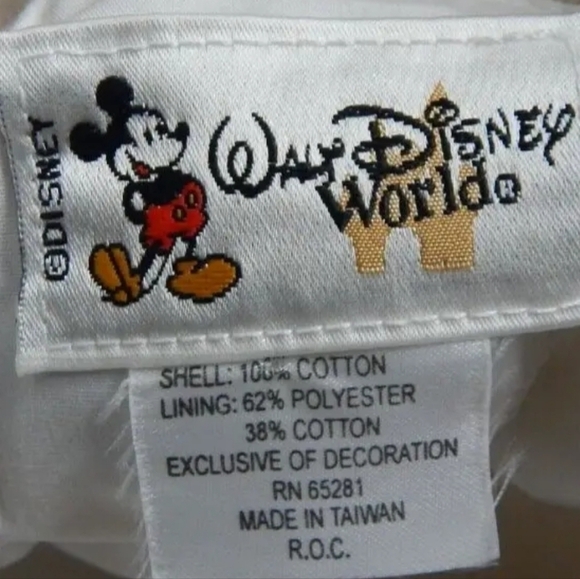 ©DISNEY
WALT DISNEY
World®
SHELL: 100% COTTON
LINING: 62% POLYESTER
38% COTTON
EXCLUSIVE OF DECORATION
RN 65281
MADE IN TAIWAN
R.O.C.